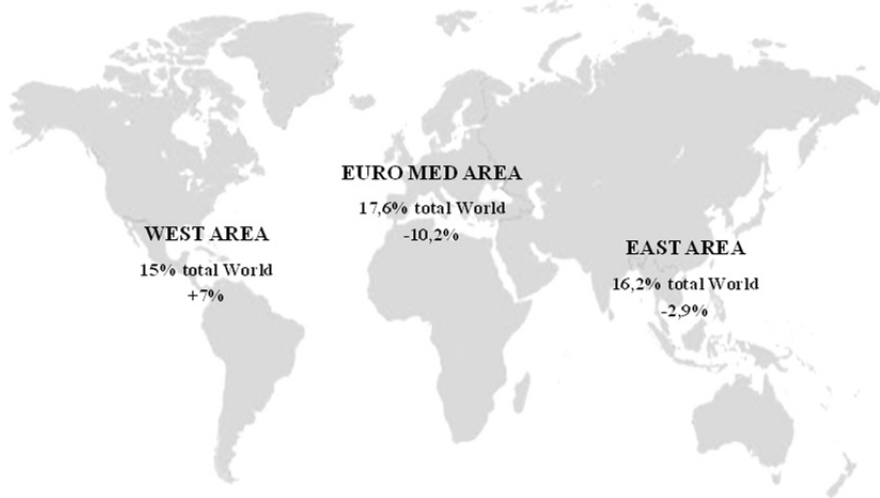 EURO MED AREA
17,6% total World
-10,2%
WEST AREA
15% total World
+7%
EAST AREA
16,2% total World
-2,9%